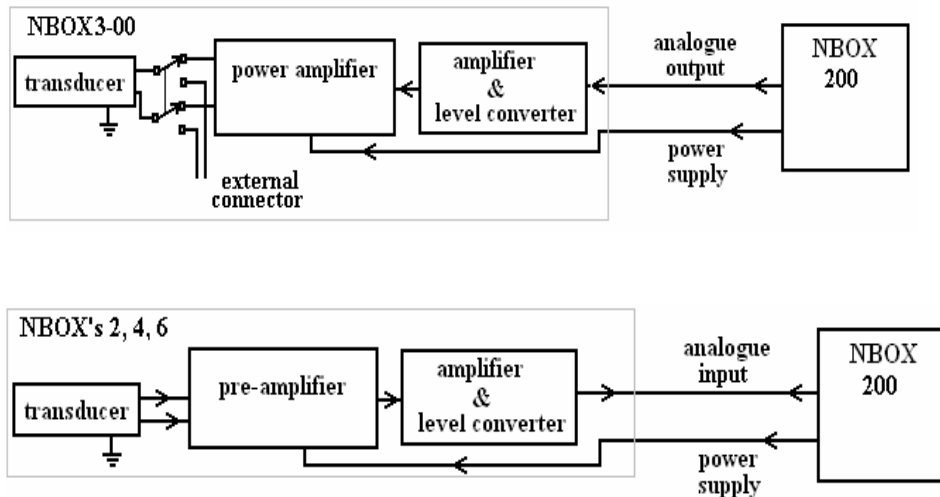 NBOX3-00
transducer
power amplifier
amplifier
&
level converter
external
connector
analogue
output
power
supply
NBOX
200
NBOX's 2, 4, 6
transducer
pre-amplifier
amplifier
&
level converter
analogue
input
power
supply
NBOX
200